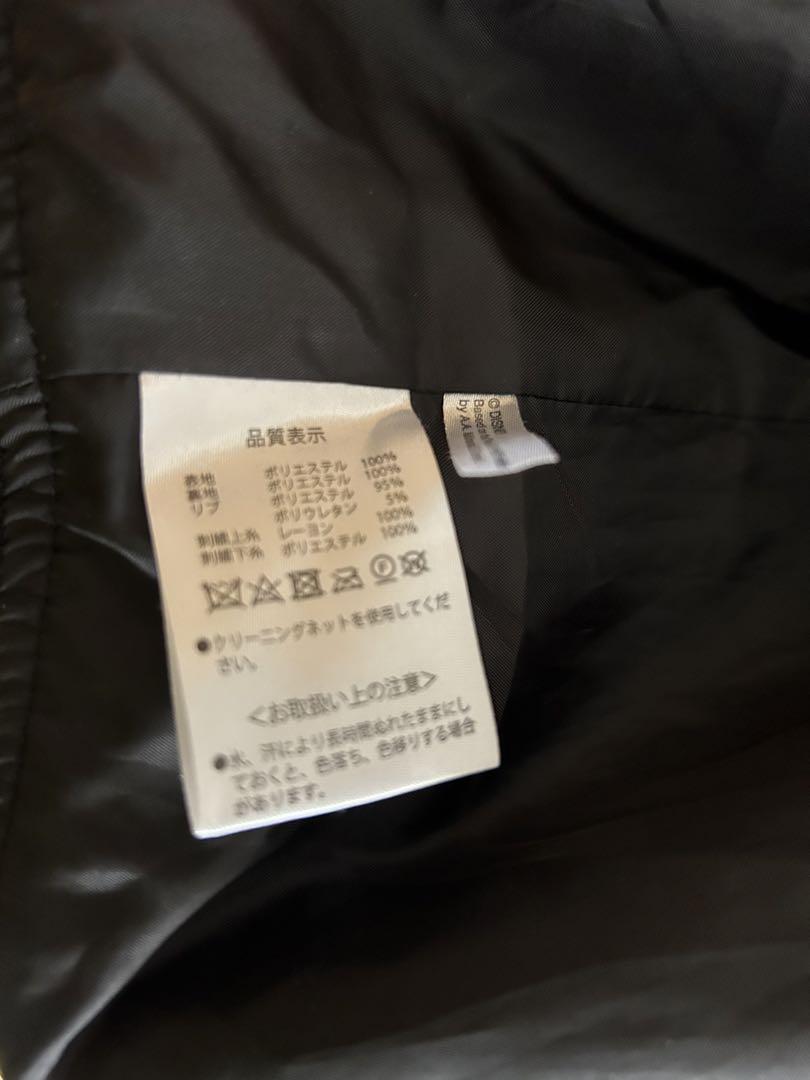 品質表示
表地 ポリエステル 100%
裏地 ポリエステル 100%
リブ ポリエステル 95%
ポリウレタン 5%
刺繍上糸 レーヨン 100%
刺繍下糸 ポリエステル 100%
●クリーニングネットを使用してくだ
さい。
<お取扱い上の注意>
●水、汗により長時間ぬれたままにし
ておくと、色落ち、色移りする場合
があります。
© DISN
Based
by A.A.